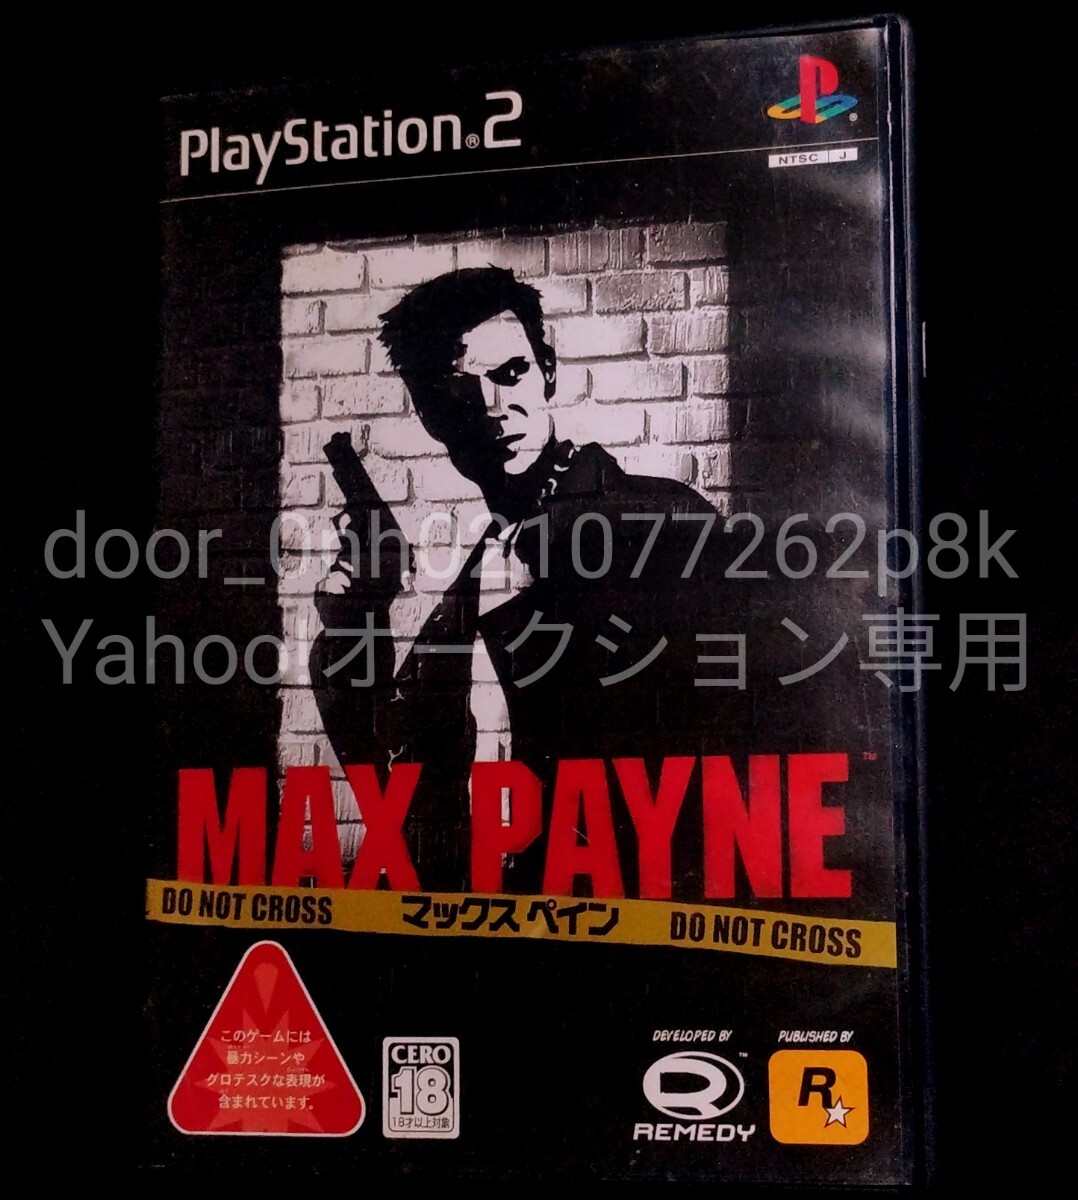 PlayStation®2
NTSC J
door_0nh021077262p8k
Yahoo!オークション専用
MAX PAYNE™
DO NOT CROSS マックス ペイン DO NOT CROSS
このゲームには
暴力シーンや
グロテスクな表現が
含まれています。
CERO
18
18才以上対象
DEVELOPED BY
REMEDY™
PUBLISHED BY
R